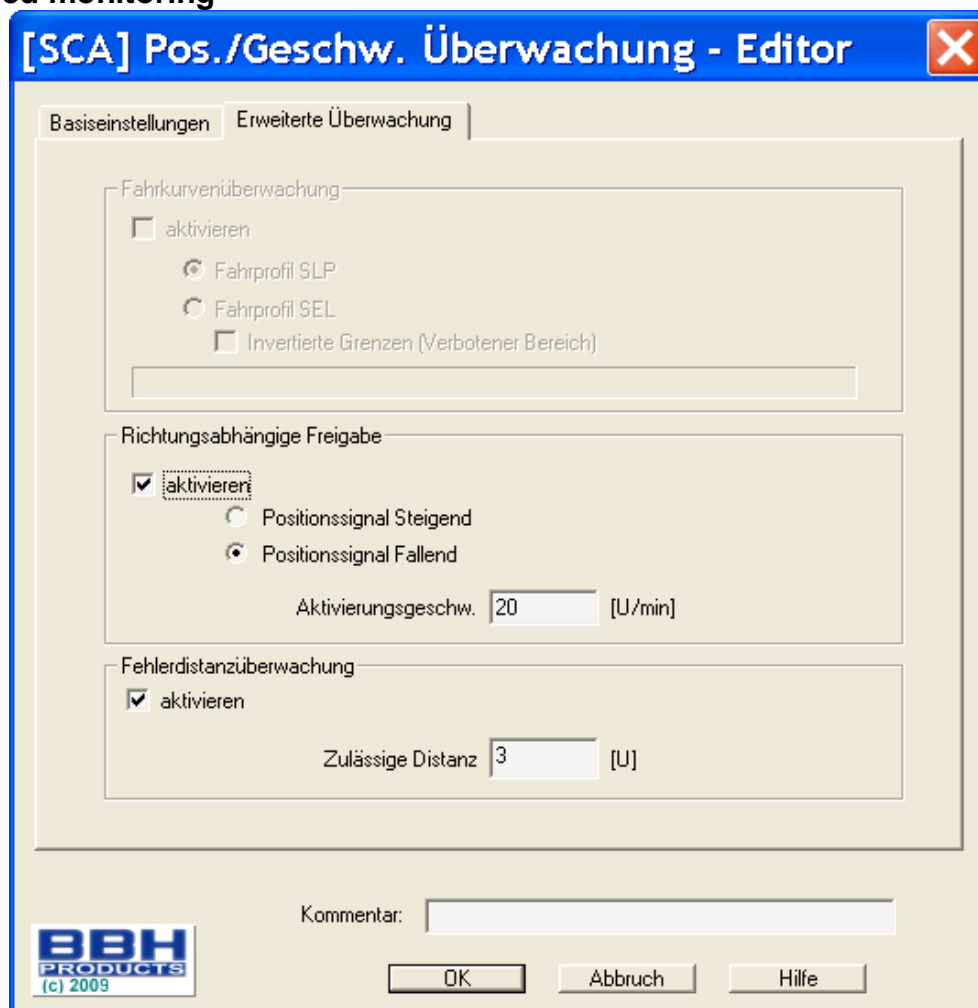 monitoring
[SCA] Pos./Geschw. Überwachung - Editor
Basiseinstellungen
Erweiterte Überwachung
Fahrkurvenüberwachung
aktivieren
Fahrprofil SLP
Fahrprofil SEL
Invertierte Grenzen (Verbotener Bereich)
Richtungsabhängige Freigabe
aktivieren
Positionssignal Steigend
Positionssignal Fallend
Aktivierungsgeschw. 20 [U/min]
Fehlerdistanzüberwachung
aktivieren
Zulässige Distanz 3 [U]
Kommentar:
BBH
PRODUCTS
(c) 2009
OK
Abbruch
Hilfe